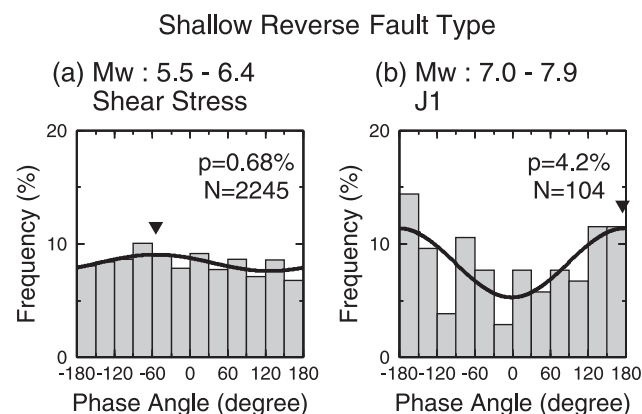 Shallow Reverse Fault Type
(a) Mw : 5.5 - 6.4
Shear Stress
(b) Mw : 7.0 - 7.9
J1
20
10
0
Frequency (%)
p=0.68%
N=2245
-180 -120 -60 0 60 120 180
Phase Angle (degree)
20
10
0
Frequency (%)
p=4.2%
N=104
-180 -120 -60 0 60 120 180
Phase Angle (degree)